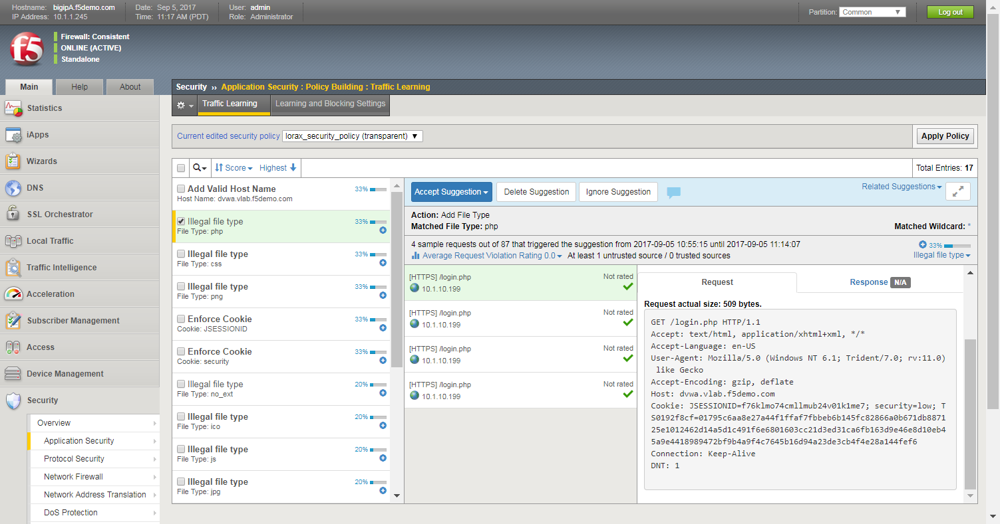 Hostname: bigipA.f5demo.com Date: Sep 5, 2017 User: admin
IP Address: 10.1.1.245 Time: 11:17 AM (PDT) Role: Administrator
Partition: Common Log out
f5
Firewall: Consistent
ONLINE (ACTIVE)
Standalone
Main Help About
Security ›› Application Security : Policy Building : Traffic Learning
Traffic Learning Learning and Blocking Settings
Statistics
iApps
Wizards
DNS
SSL Orchestrator
Local Traffic
Traffic Intelligence
Acceleration
Subscriber Management
Access
Device Management
Security
Overview
Application Security
Protocol Security
Network Firewall
Network Address Translation
DoS Protection
Current edited security policy lorax_security_policy (transparent) Apply Policy
Score Highest Total Entries: 17
Add Valid Host Name 33%
Host Name: dvwa.vlab.f5demo.com
Illegal file type 33%
File Type: php
Illegal file type 33%
File Type: css
Illegal file type 33%
File Type: png
Enforce Cookie 33%
Cookie: JSESSIONID
Enforce Cookie 33%
Cookie: security
Illegal file type 20%
File Type: no_ext
Illegal file type 20%
File Type: ico
Illegal file type 20%
File Type: js
Illegal file type 20%
File Type: jpg
Accept Suggestion Delete Suggestion Ignore Suggestion Related Suggestions
Action: Add File Type
Matched File Type: php Matched Wildcard: *
4 sample requests out of 87 that triggered the suggestion from 2017-09-05 10:55:15 until 2017-09-05 11:14:07 33%
Average Request Violation Rating 0.0 At least 1 untrusted source / 0 trusted sources Illegal file type
[HTTPS] /login.php Not rated
10.1.10.199
[HTTPS] /login.php Not rated
10.1.10.199
[HTTPS] /login.php Not rated
10.1.10.199
[HTTPS] /login.php Not rated
10.1.10.199
Request Response N/A
Request actual size: 509 bytes.
GET /login.php HTTP/1.1
Accept: text/html, application/xhtml+xml, */*
Accept-Language: en-US
User-Agent: Mozilla/5.0 (Windows NT 6.1; Trident/7.0; rv:11.0)
like Gecko
Accept-Encoding: gzip, deflate
Host: dvwa.vlab.f5demo.com
Cookie: JSESSIONID=f76klmo74cmllmub24v01k1me7; security=low; T
S0192f8cf=01795c6aa8e27a44f1ffaf7fbbeb6b145fc82866a0b671db8871
25e1012462d14a5d1c491f6e6801603cc21d3ed31ca6fb163d9e46e8d10eb4
5a9e4418989472bf9b4a9f4c7645b16d94a23de3cb4f4e28a144fef6
Connection: Keep-Alive
DNT: 1